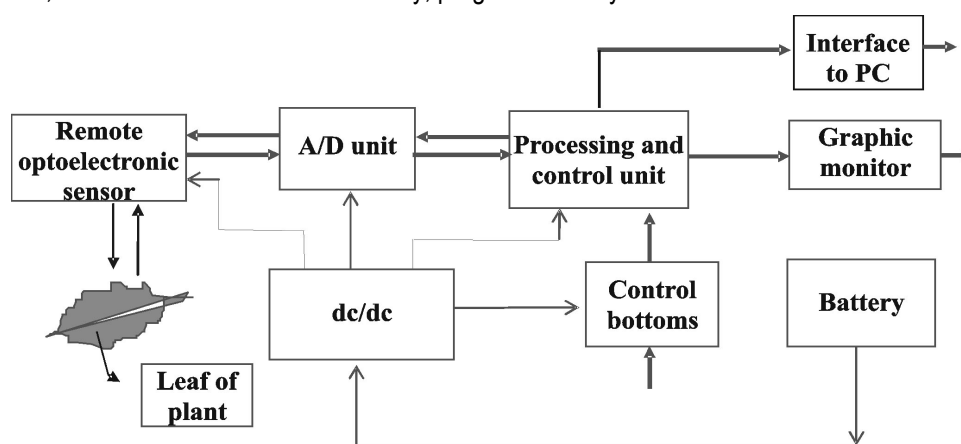 Interface
to PC
Remote
optoelectronic
sensor
A/D unit
Processing and
control unit
Graphic
monitor
dc/dc
Control
bottoms
Battery
Leaf of
plant